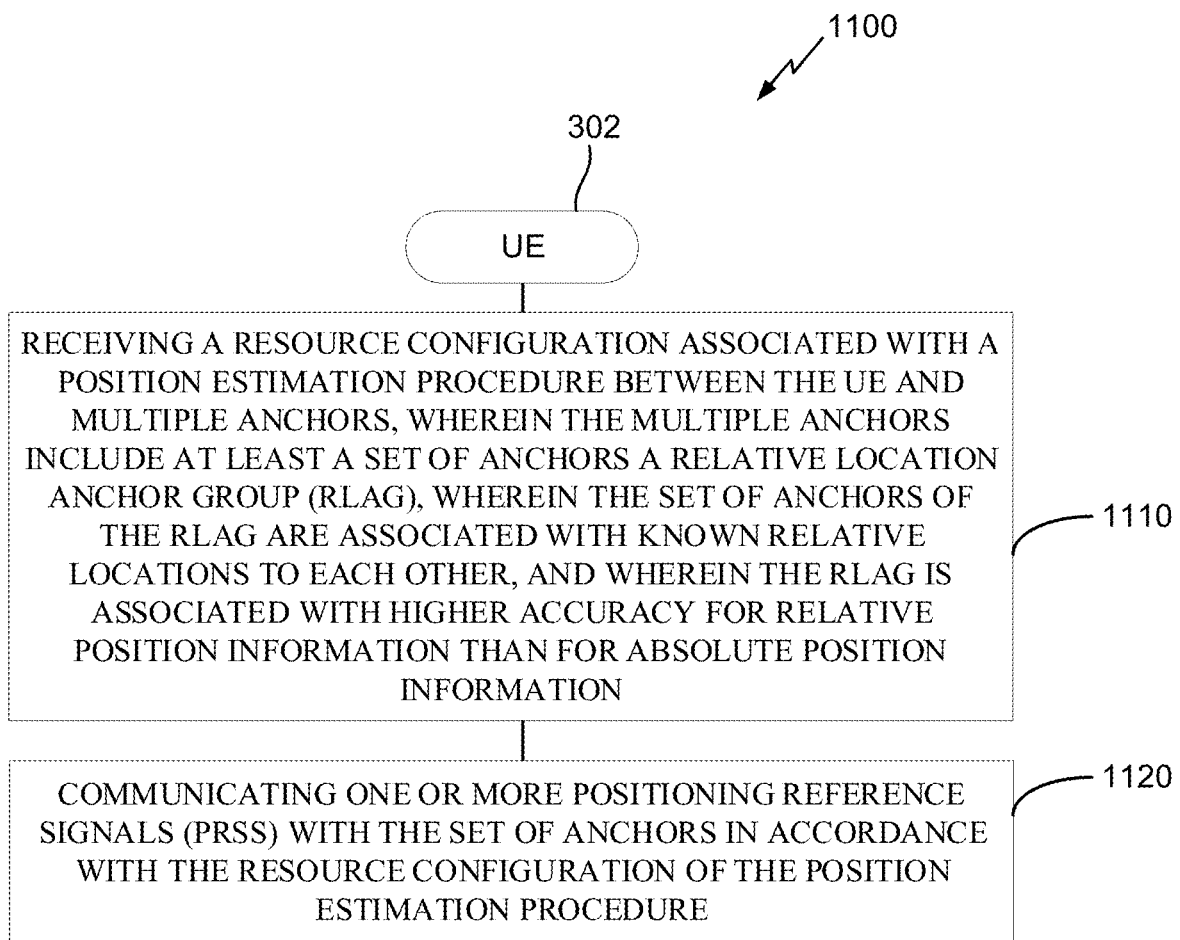 1100
302
UE
RECEIVING A RESOURCE CONFIGURATION ASSOCIATED WITH A
POSITION ESTIMATION PROCEDURE BETWEEN THE UE AND
MULTIPLE ANCHORS, WHEREIN THE MULTIPLE ANCHORS
INCLUDE AT LEAST A SET OF ANCHORS A RELATIVE LOCATION
ANCHOR GROUP (RLAG), WHEREIN THE SET OF ANCHORS OF
THE RLAG ARE ASSOCIATED WITH KNOWN RELATIVE
LOCATIONS TO EACH OTHER, AND WHEREIN THE RLAG IS
ASSOCIATED WITH HIGHER ACCURACY FOR RELATIVE
POSITION INFORMATION THAN FOR ABSOLUTE POSITION
INFORMATION
1110
COMMUNICATING ONE OR MORE POSITIONING REFERENCE
SIGNALS (PRSS) WITH THE SET OF ANCHORS IN ACCORDANCE
WITH THE RESOURCE CONFIGURATION OF THE POSITION
ESTIMATION PROCEDURE
1120